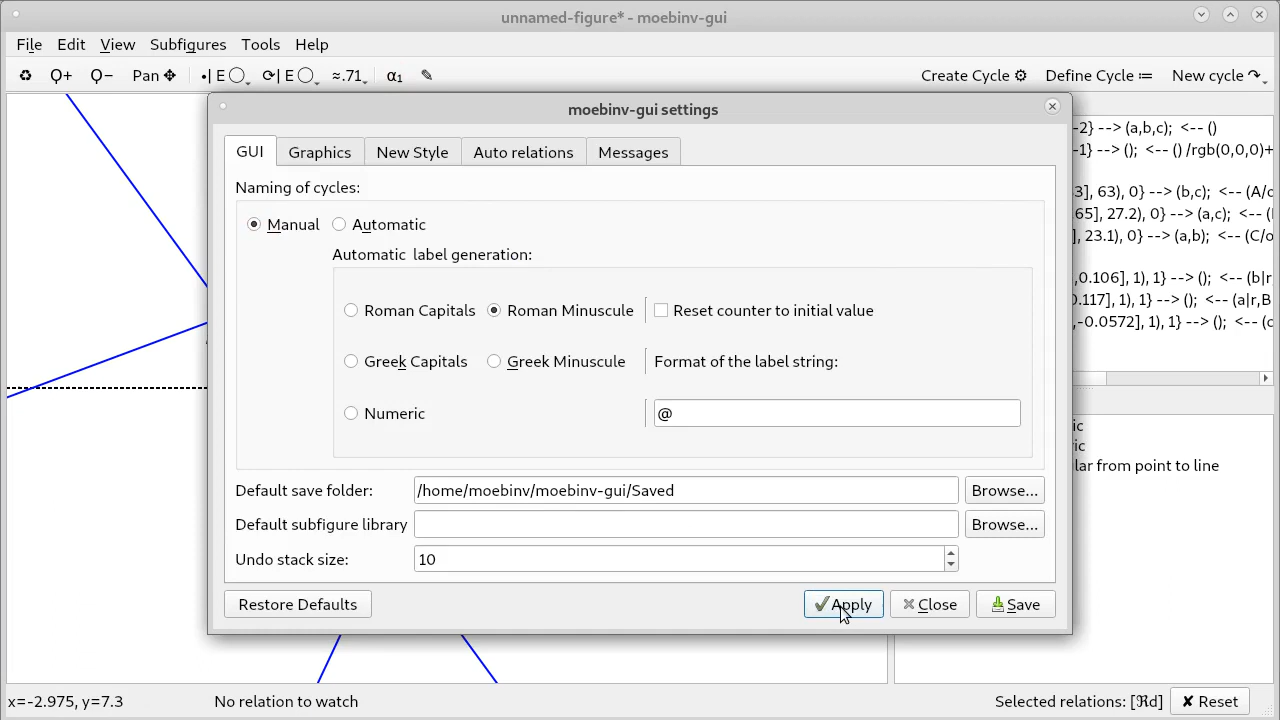 unnamed-figure* - moebinv-gui
File Edit View Subfigures Tools Help
Pan E E ≈.71 α₁ Create Cycle Define Cycle New cycle
moebinv-gui settings
GUI Graphics New Style Auto relations Messages
Naming of cycles:
Manual Automatic
Automatic label generation:
Roman Capitals Roman Minuscule Reset counter to initial value
Greek Capitals Greek Minuscule Format of the label string:
Numeric @
Default save folder: /home/moebinv/moebinv-gui/Saved Browse...
Default subfigure library Browse...
Undo stack size: 10
Restore Defaults Apply Close Save
-2} --> (a,b,c); <-- ()
-1} --> (); <-- () /rgb(0,0,0)+
3], 63), 0} --> (b,c); <-- (A/o
65], 27.2), 0} --> (a,c); <-- (
], 23.1), 0} --> (a,b); <-- (C/o
,0.106], 1), 1} --> (); <-- (b|r
0.117], 1), 1} --> (); <-- (a|r,B
,-0.0572], 1), 1} --> (); <-- (c
ic
ic
lar from point to line
x=-2.975, y=7.3 No relation to watch Selected relations: Reset